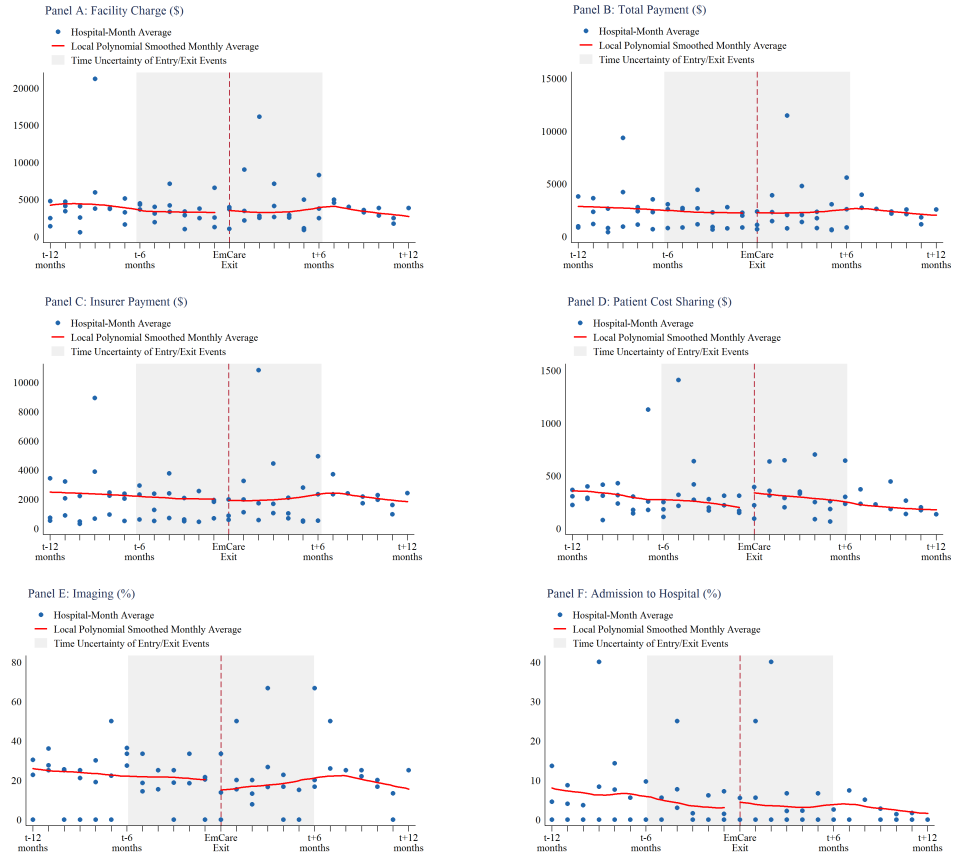 Panel A: Facility Charge ($)
Hospital-Month Average
Local Polynomial Smoothed Monthly Average
Time Uncertainty of Entry/Exit Events
20000
15000
10000
5000
0
t-12 months
t-6 months
EmCare Exit
t+6 months
t+12 months
Panel B: Total Payment ($)
Hospital-Month Average
Local Polynomial Smoothed Monthly Average
Time Uncertainty of Entry/Exit Events
15000
10000
5000
0
t-12 months
t-6 months
EmCare Exit
t+6 months
t+12 months
Panel C: Insurer Payment ($)
Hospital-Month Average
Local Polynomial Smoothed Monthly Average
Time Uncertainty of Entry/Exit Events
10000
8000
6000
4000
2000
0
t-12 months
t-6 months
EmCare Exit
t+6 months
t+12 months
Panel D: Patient Cost Sharing ($)
Hospital-Month Average
Local Polynomial Smoothed Monthly Average
Time Uncertainty of Entry/Exit Events
1500
1000
500
0
t-12 months
t-6 months
EmCare Exit
t+6 months
t+12 months
Panel E: Imaging (%)
Hospital-Month Average
Local Polynomial Smoothed Monthly Average
Time Uncertainty of Entry/Exit Events
80
60
40
20
0
t-12 months
t-6 months
EmCare Exit
t+6 months
t+12 months
Panel F: Admission to Hospital (%)
Hospital-Month Average
Local Polynomial Smoothed Monthly Average
Time Uncertainty of Entry/Exit Events
40
30
20
10
0
t-12 months
t-6 months
EmCare Exit
t+6 months
t+12 months